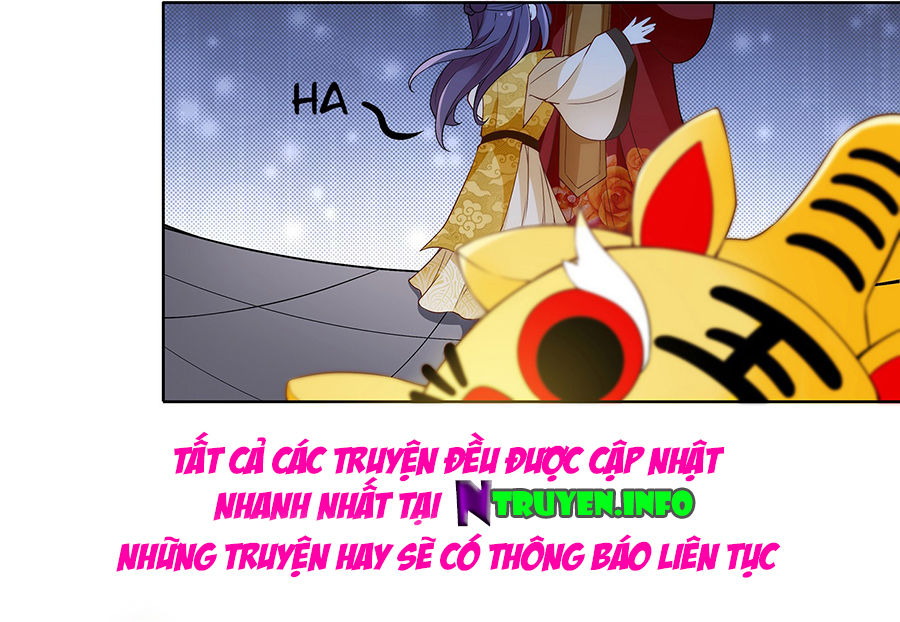 HA
TẤT CẢ CÁC TRUYỆN ĐỀU ĐƯỢC CẬP NHẬT
NHANH NHẤT TẠI NTRUYEN.INFO
NHỮNG TRUYỆN HAY SẼ CÓ THÔNG BÁO LIÊN TỤC